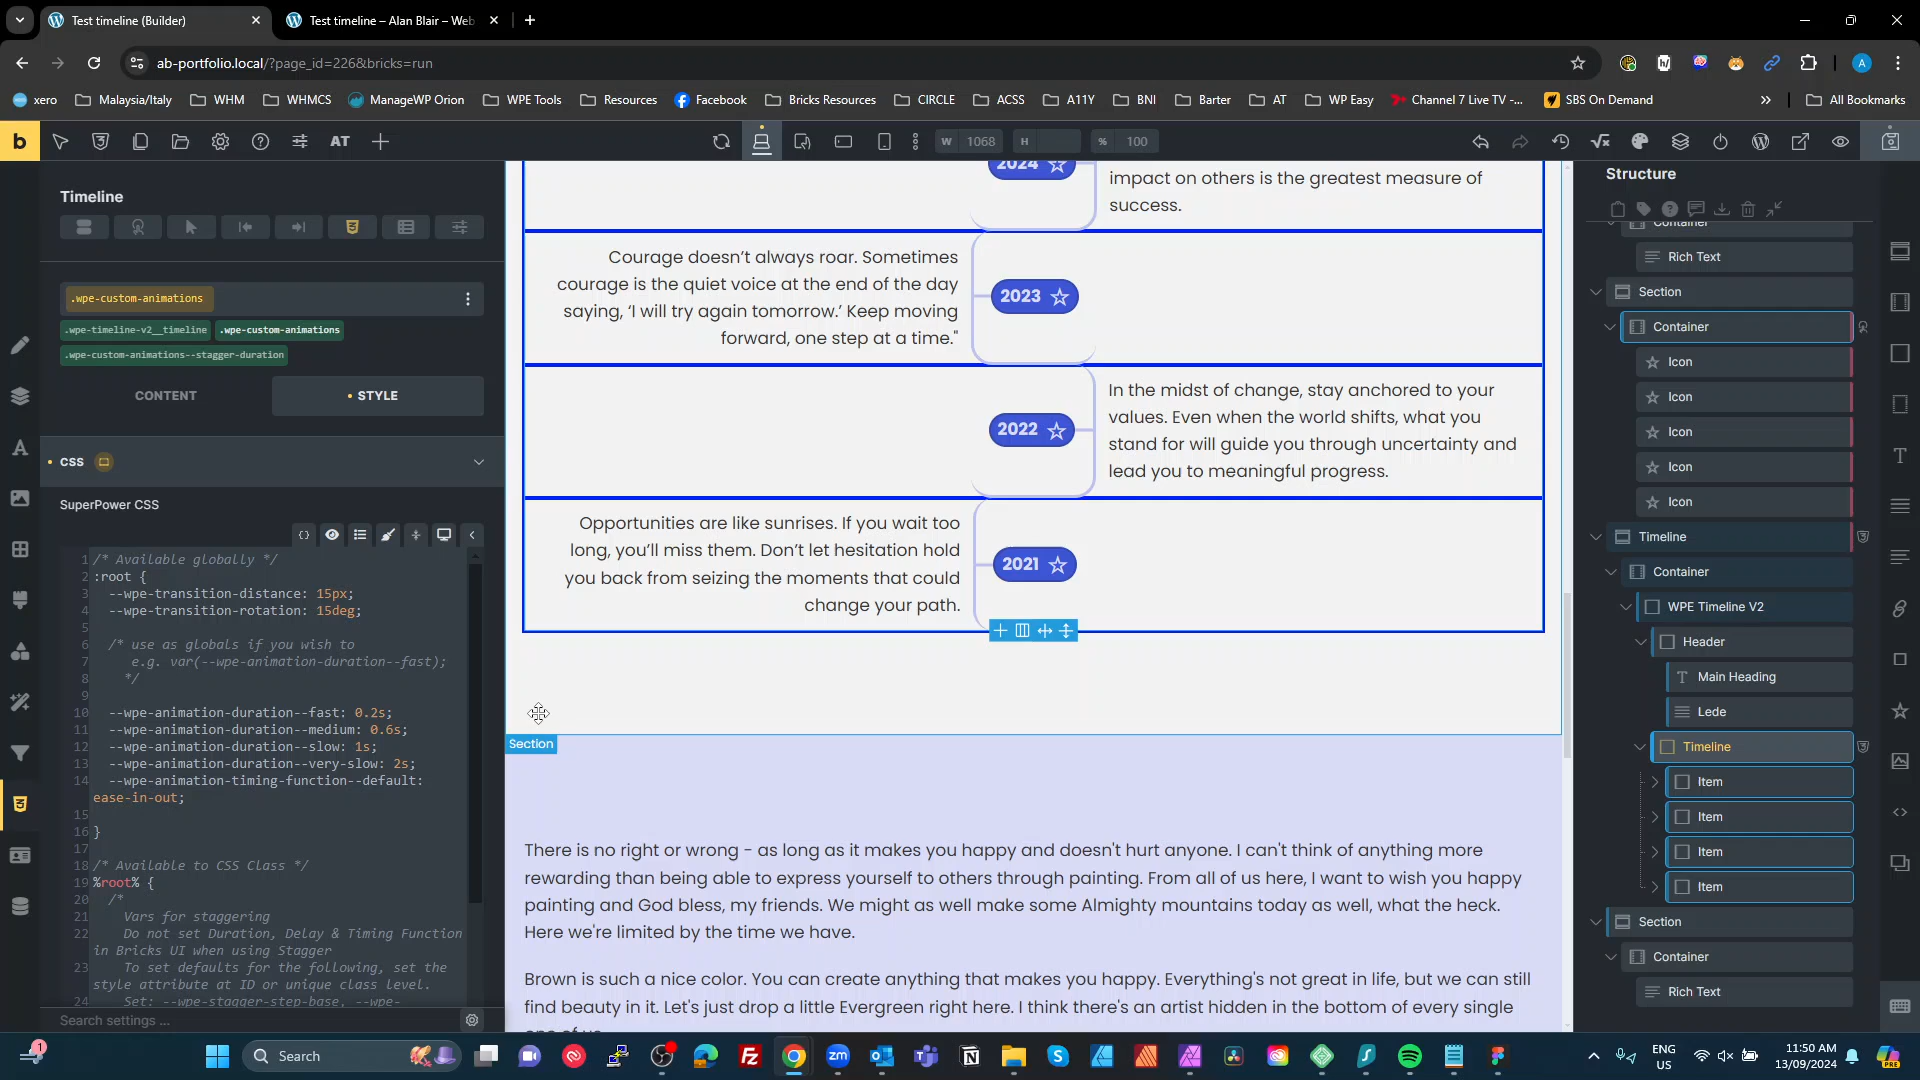 Test timeline (Builder)
Test timeline – Alan Blair – Web
ab-portfolio.local/?page_id=226&bricks=run
xero
Malaysia/Italy
WHM
WHMCS
ManageWP Orion
WPE Tools
Resources
Facebook
Bricks Resources
CIRCLE
ACSS
A11Y
BNI
Barter
AT
WP Easy
Channel 7 Live TV -...
SBS On Demand
All Bookmarks
b
AT
W 1068
H
% 100
Timeline
.wpe-custom-animations
.wpe-timeline-v2__timeline
.wpe-custom-animations
.wpe-custom-animations--stagger-duration
CONTENT
STYLE
CSS
SuperPower CSS
1 /* Available globally */
2 :root {
3 --wpe-transition-distance: 15px;
4 --wpe-transition-rotation: 15deg;
5
6 /* use as globals if you wish to
7 e.g. var(--wpe-animation-duration--fast);
8 */
9
10 --wpe-animation-duration--fast: 0.2s;
11 --wpe-animation-duration--medium: 0.6s;
12 --wpe-animation-duration--slow: 1s;
13 --wpe-animation-duration--very-slow: 2s;
14 --wpe-animation-timing-function--default:
ease-in-out;
15
16 }
17
18 /* Available to CSS Class */
19 %root% {
20 /*
21 Vars for staggering
22 Do not set Duration, Delay & Timing Function
in Bricks UI when using Stagger
23 To set defaults for the following, set the
style attribute at ID or unique class level.
24 Set: --wpe-stagger-step-base, --wpe-
Search settings ...
2024
impact on others is the greatest measure of
success.
Courage doesn’t always roar. Sometimes
courage is the quiet voice at the end of the day
saying, ‘I will try again tomorrow.’ Keep moving
forward, one step at a time."
2023
2022
In the midst of change, stay anchored to your
values. Even when the world shifts, what you
stand for will guide you through uncertainty and
lead you to meaningful progress.
Opportunities are like sunrises. If you wait too
long, you’ll miss them. Don’t let hesitation hold
you back from seizing the moments that could
change your path.
2021
Section
There is no right or wrong - as long as it makes you happy and doesn't hurt anyone. I can't think of anything more
rewarding than being able to express yourself to others through painting. From all of us here, I want to wish you happy
painting and God bless, my friends. We might as well make some Almighty mountains today as well, what the heck.
Here we're limited by the time we have.
Brown is such a nice color. You can create anything that makes you happy. Everything's not great in life, but we can still
find beauty in it. Let's just drop a little Evergreen right here. I think there's an artist hidden in the bottom of every single
one of us.
Structure
Container
Rich Text
Section
Container
Icon
Icon
Icon
Icon
Icon
Timeline
Container
WPE Timeline V2
Header
Main Heading
Lede
Timeline
Item
Item
Item
Item
Section
Container
Rich Text
1
Search
ENG
US
11:50 AM
13/09/2024